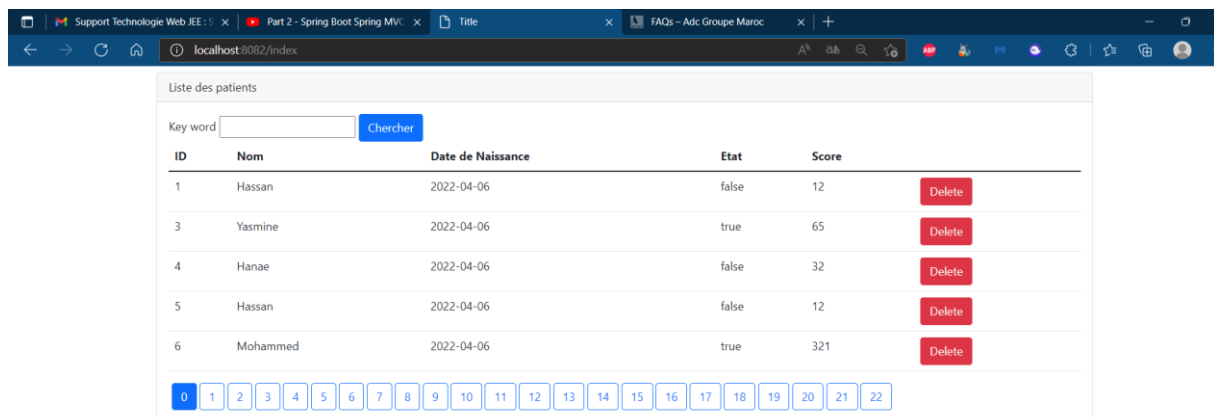 Support Technologie Web JEE : S Part 2 - Spring Boot Spring MVC Title FAQs – Adc Groupe Maroc
localhost:8082/index
Liste des patients
Key word Chercher
ID Nom Date de Naissance Etat Score
1 Hassan 2022-04-06 false 12 Delete
3 Yasmine 2022-04-06 true 65 Delete
4 Hanae 2022-04-06 false 32 Delete
5 Hassan 2022-04-06 false 12 Delete
6 Mohammed 2022-04-06 true 321 Delete
0 1 2 3 4 5 6 7 8 9 10 11 12 13 14 15 16 17 18 19 20 21 22